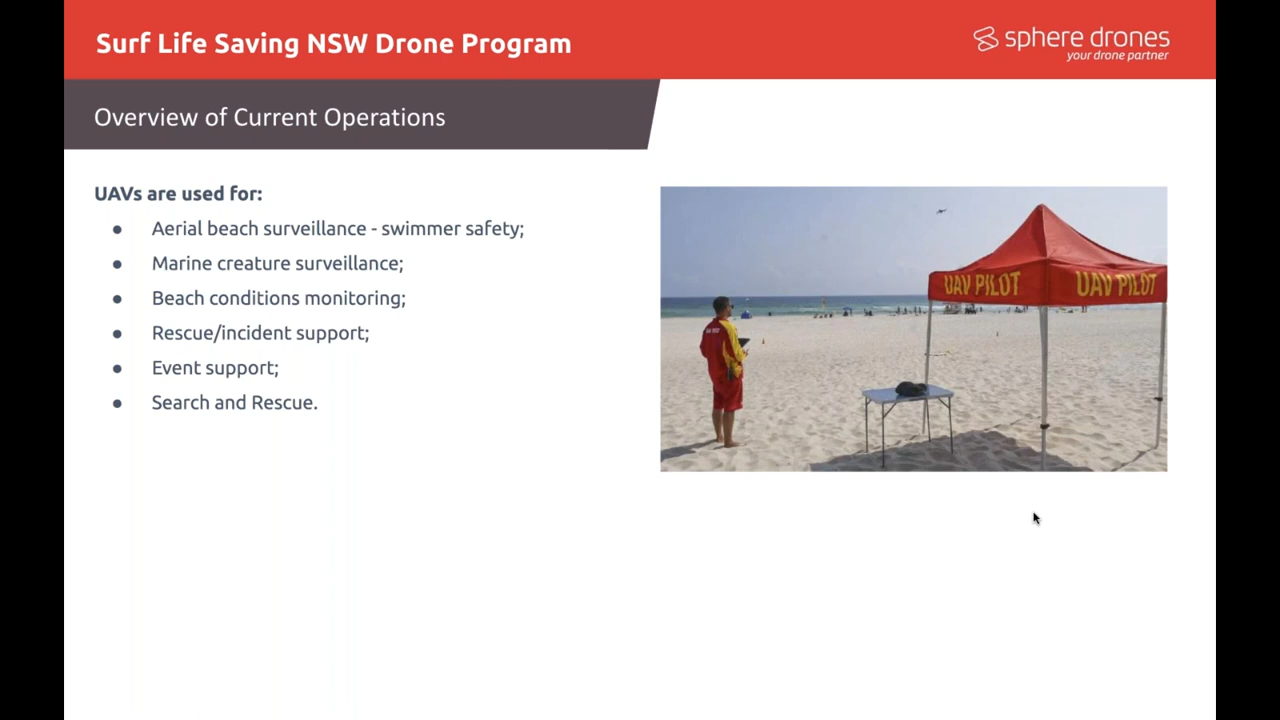 Surf Life Saving NSW Drone Program
sphere drones
your drone partner
Overview of Current Operations
UAVs are used for:
● Aerial beach surveillance - swimmer safety;
● Marine creature surveillance;
● Beach conditions monitoring;
● Rescue/incident support;
● Event support;
● Search and Rescue.
UAV PILOT
UAV PILOT